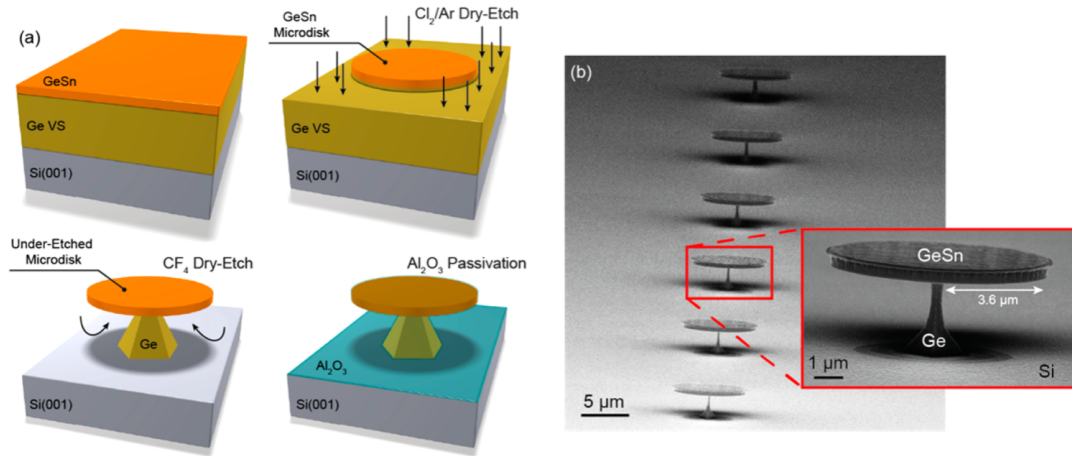 (a)
GeSn
Ge VS
Si(001)
GeSn
Microdisk
Cl₂/Ar Dry-Etch
Ge VS
Si(001)
Under-Etched
Microdisk
CF₄ Dry-Etch
Ge
Si(001)
Al₂O₃ Passivation
Al₂O₃
Si(001)
(b)
5 µm
GeSn
3.6 µm
Ge
1 µm
Si